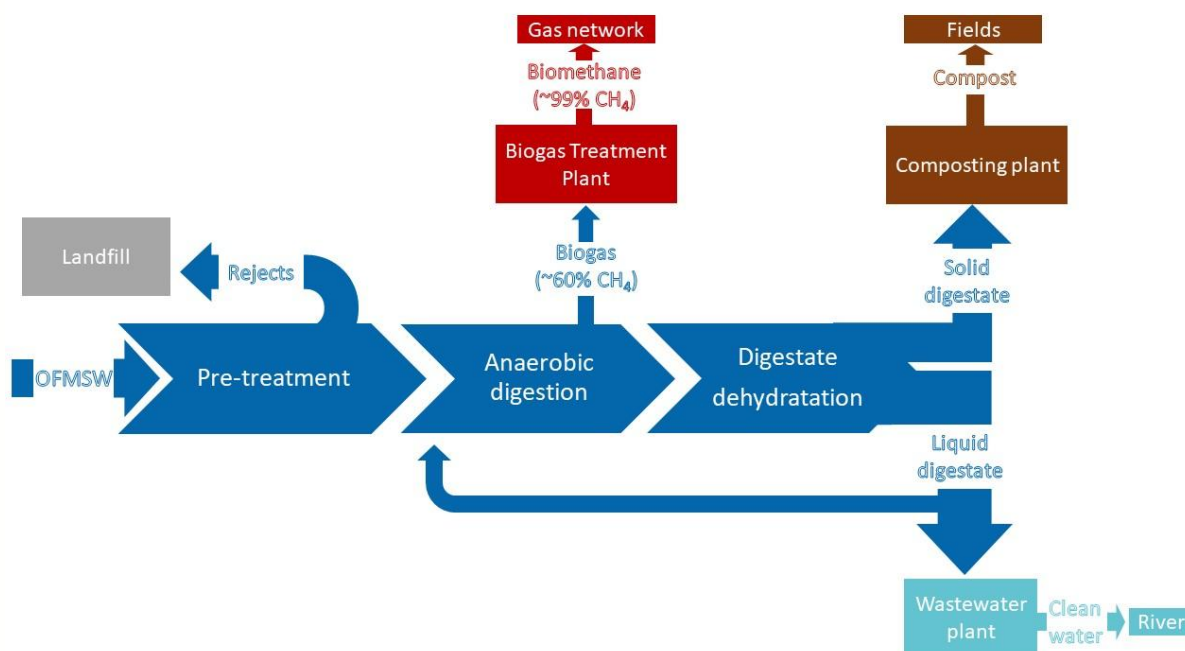 Gas network
Fields
Biomethane
(~99% CH₄)
Compost
Biogas Treatment
Plant
Composting plant
Landfill
Rejects
Biogas
(~60% CH₄)
Solid
digestate
OFMSW
Pre-treatment
Anaerobic
digestion
Digestate
dehydratation
Liquid
digestate
Wastewater
plant
Clean
water
River